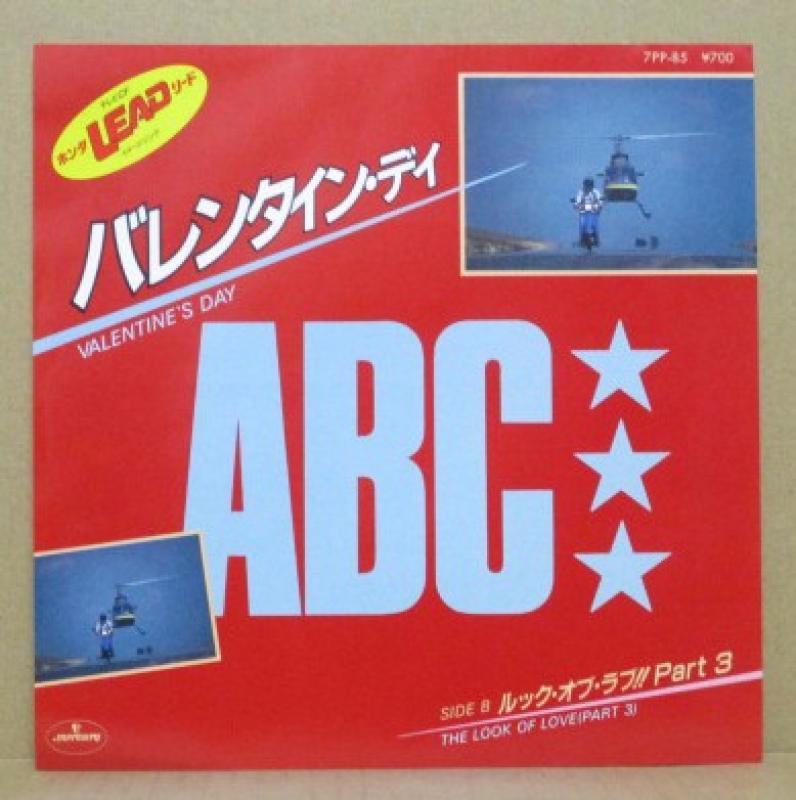 7PP-85 ¥700
テレビCF
ホンダ LEAD リード
イメージソング
バレンタイン・デイ
VALENTINE'S DAY
ABC
SIDE B ルック・オブ・ラブ!! Part 3
THE LOOK OF LOVE(PART 3)
mercury